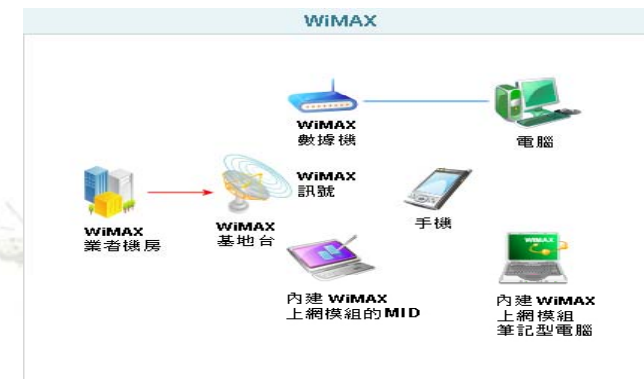 WiMAX
WiMAX
數據機
電腦
WiMAX
訊號
手機
WiMAX
業者機房
WiMAX
基地台
內建 WiMAX
上網模組的MID
WiMAX
內建 WiMAX
上網模組
筆記型電腦